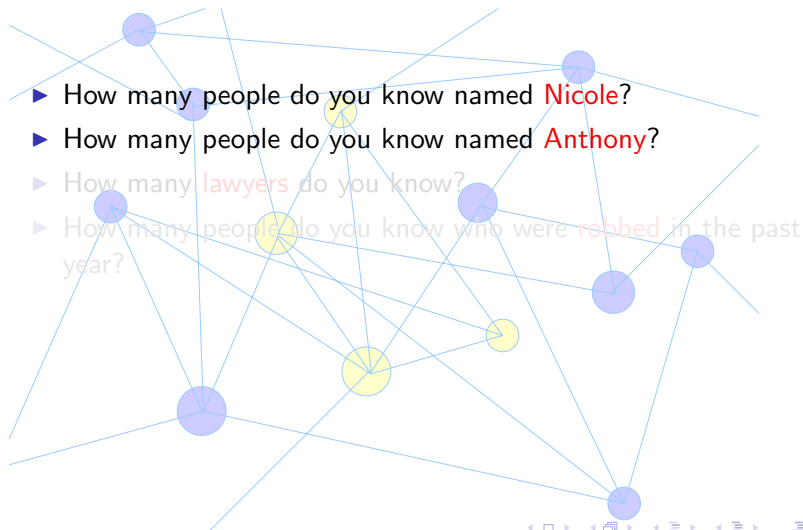 How many people do you know named Nicole?
How many people do you know named Anthony?
How many lawyers do you know?
How many people do you know who were robbed in the past
year?